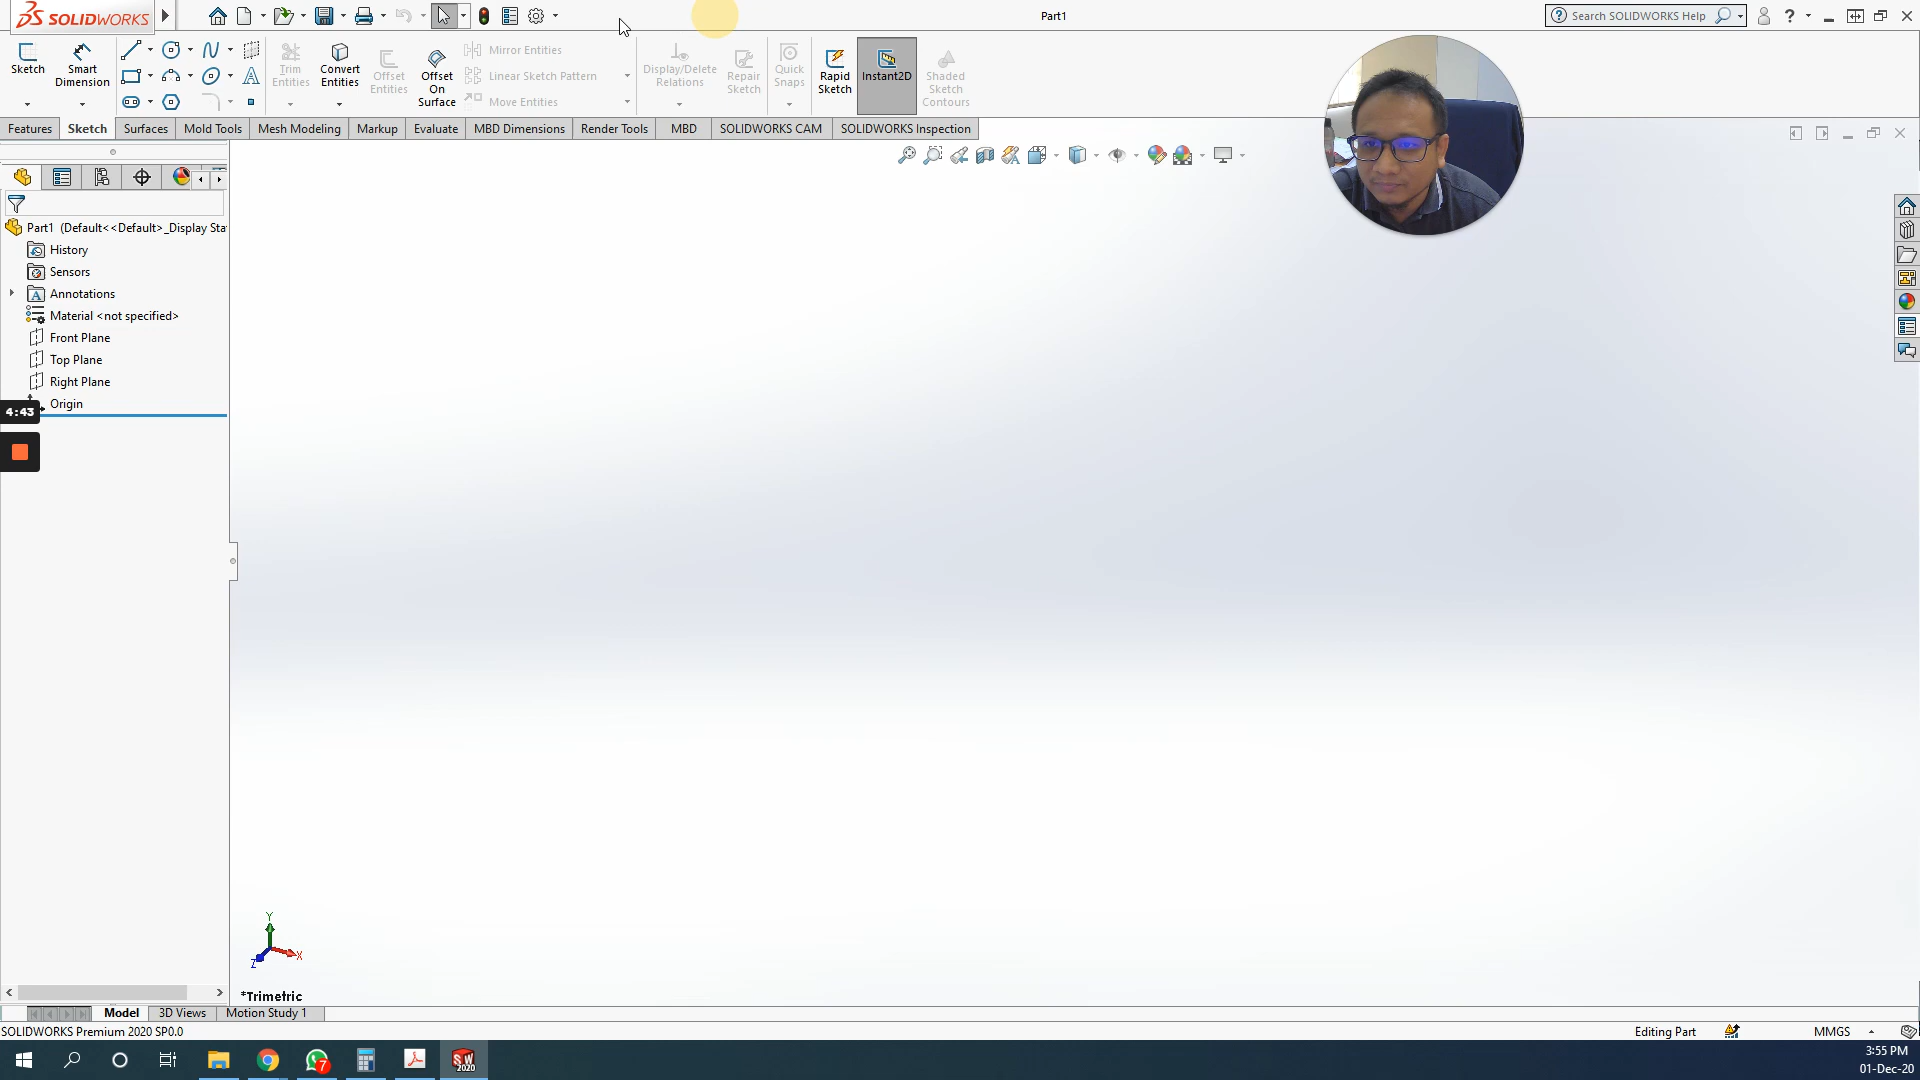 SOLIDWORKS
Part1
Search SOLIDWORKS Help
?
Sketch
Smart Dimension
Trim Entities
Convert Entities
Offset Entities
Offset On Surface
Mirror Entities
Linear Sketch Pattern
Move Entities
Display/Delete Relations
Repair Sketch
Quick Snaps
Rapid Sketch
Instant2D
Shaded Sketch Contours
Features
Sketch
Surfaces
Mold Tools
Mesh Modeling
Markup
Evaluate
MBD Dimensions
Render Tools
MBD
SOLIDWORKS CAM
SOLIDWORKS Inspection
Part1 (Default<<Default>_Display Sta
History
Sensors
Annotations
Material <not specified>
Front Plane
Top Plane
Right Plane
Origin
4:43
Y
X
Z
*Trimetric
Model
3D Views
Motion Study 1
SOLIDWORKS Premium 2020 SP0.0
Editing Part
MMGS
7
SW
2020
3:55 PM
01-Dec-20